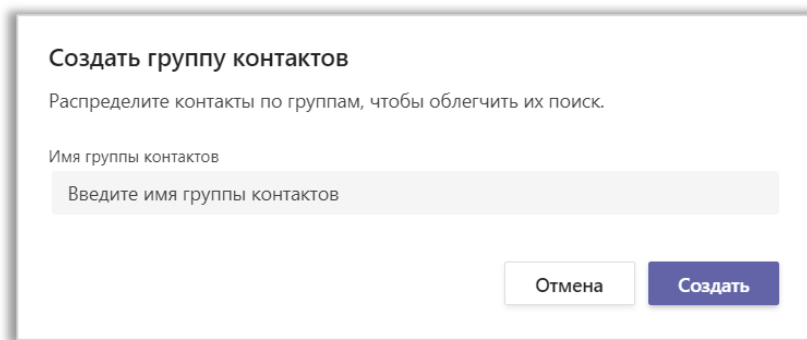 Создать группу контактов
Распределите контакты по группам, чтобы облегчить их поиск.
Имя группы контактов
Введите имя группы контактов
Отмена
Создать